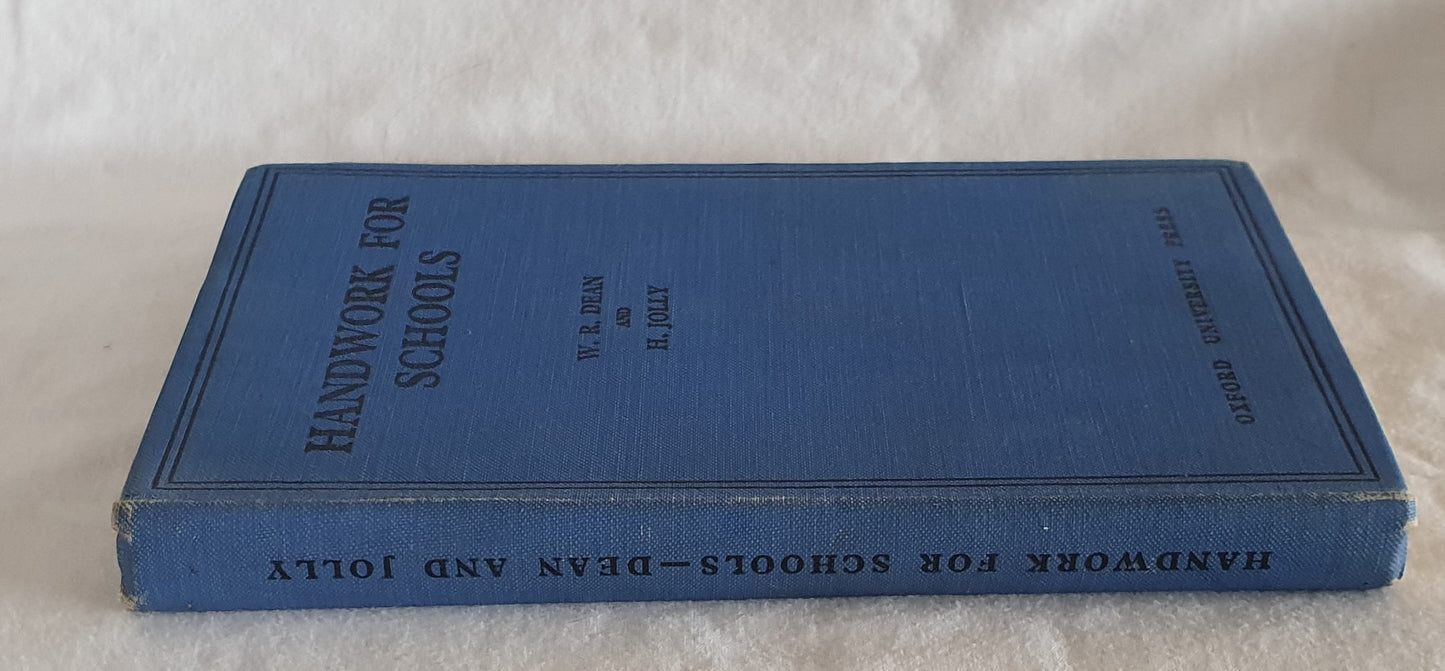 HANDWORK FOR
SCHOOLS
W. R. DEAN
AND
H. JOLLY
OXFORD UNIVERSITY PRESS
HANDWORK FOR SCHOOLS—DEAN AND JOLLY